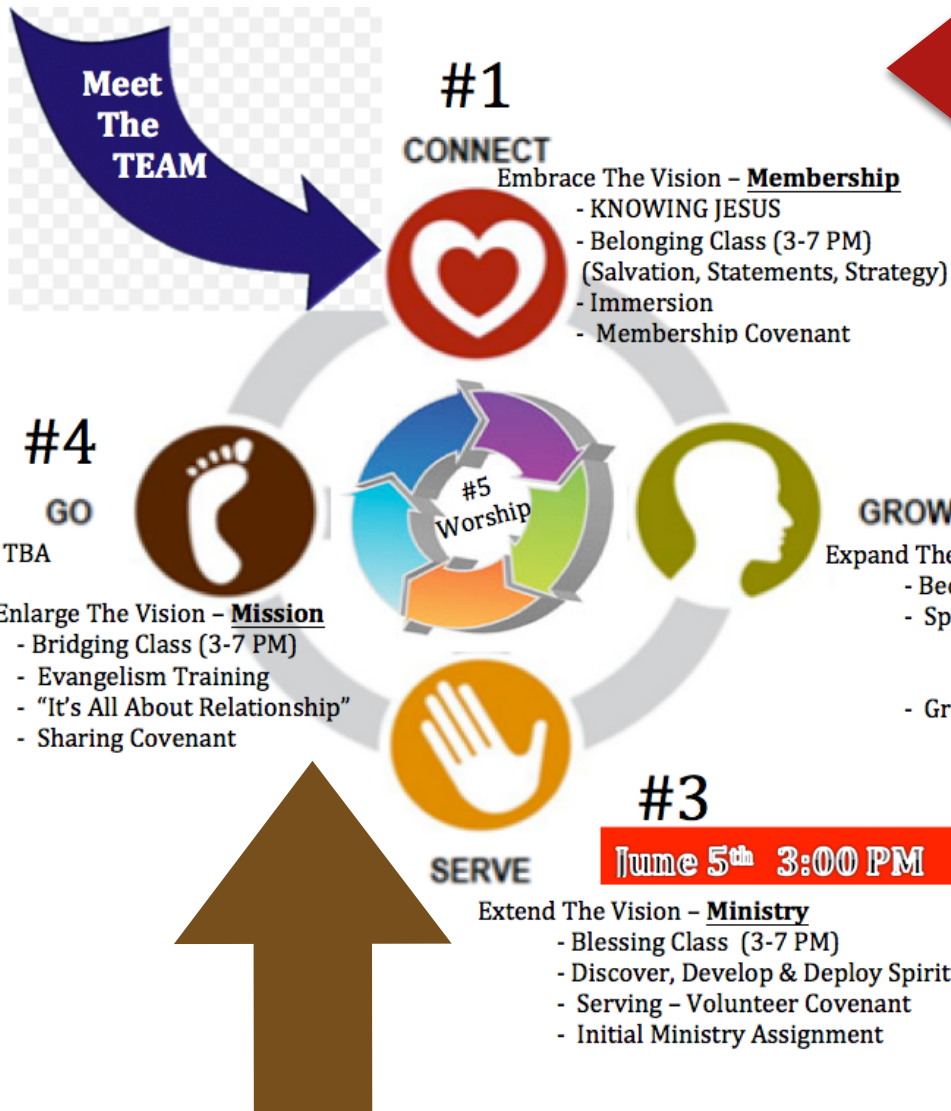 Meet
The
TEAM
#1
CONNECT
Embrace The Vision – Membership
- KNOWING JESUS
- Belonging Class (3-7 PM)
(Salvation, Statements, Strategy)
- Immersion
- Membership Covenant
#4
GO
TBA
Enlarge The Vision – Mission
- Bridging Class (3-7 PM)
- Evangelism Training
- “It’s All About Relationship”
- Sharing Covenant
#5
Worship
GROW
Expand The
-
- Sp
- Gr
#3
SERVE
June 5th 3:00 PM
Extend The Vision – Ministry
- Blessing Class (3-7 PM)
- Discover, Develop & Deploy Spirit
- Serving – Volunteer Covenant
- Initial Ministry Assignment